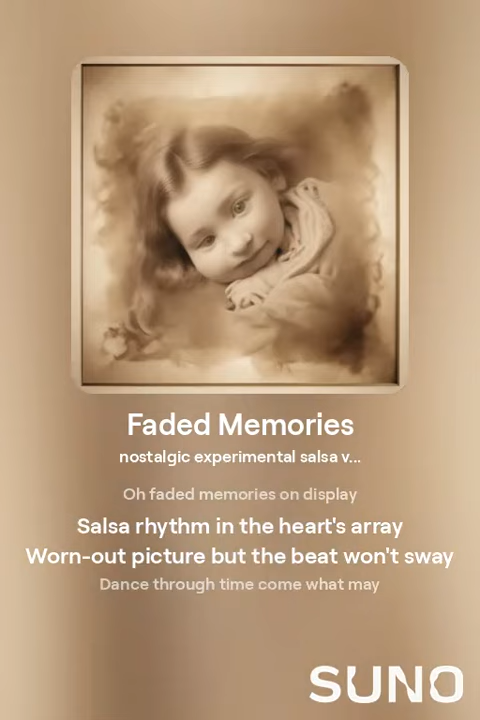 Faded Memories
nostalgic experimental salsa v...
Oh faded memories on display
Salsa rhythm in the heart's array
Worn-out picture but the beat won't sway
Dance through time come what may
SUNO